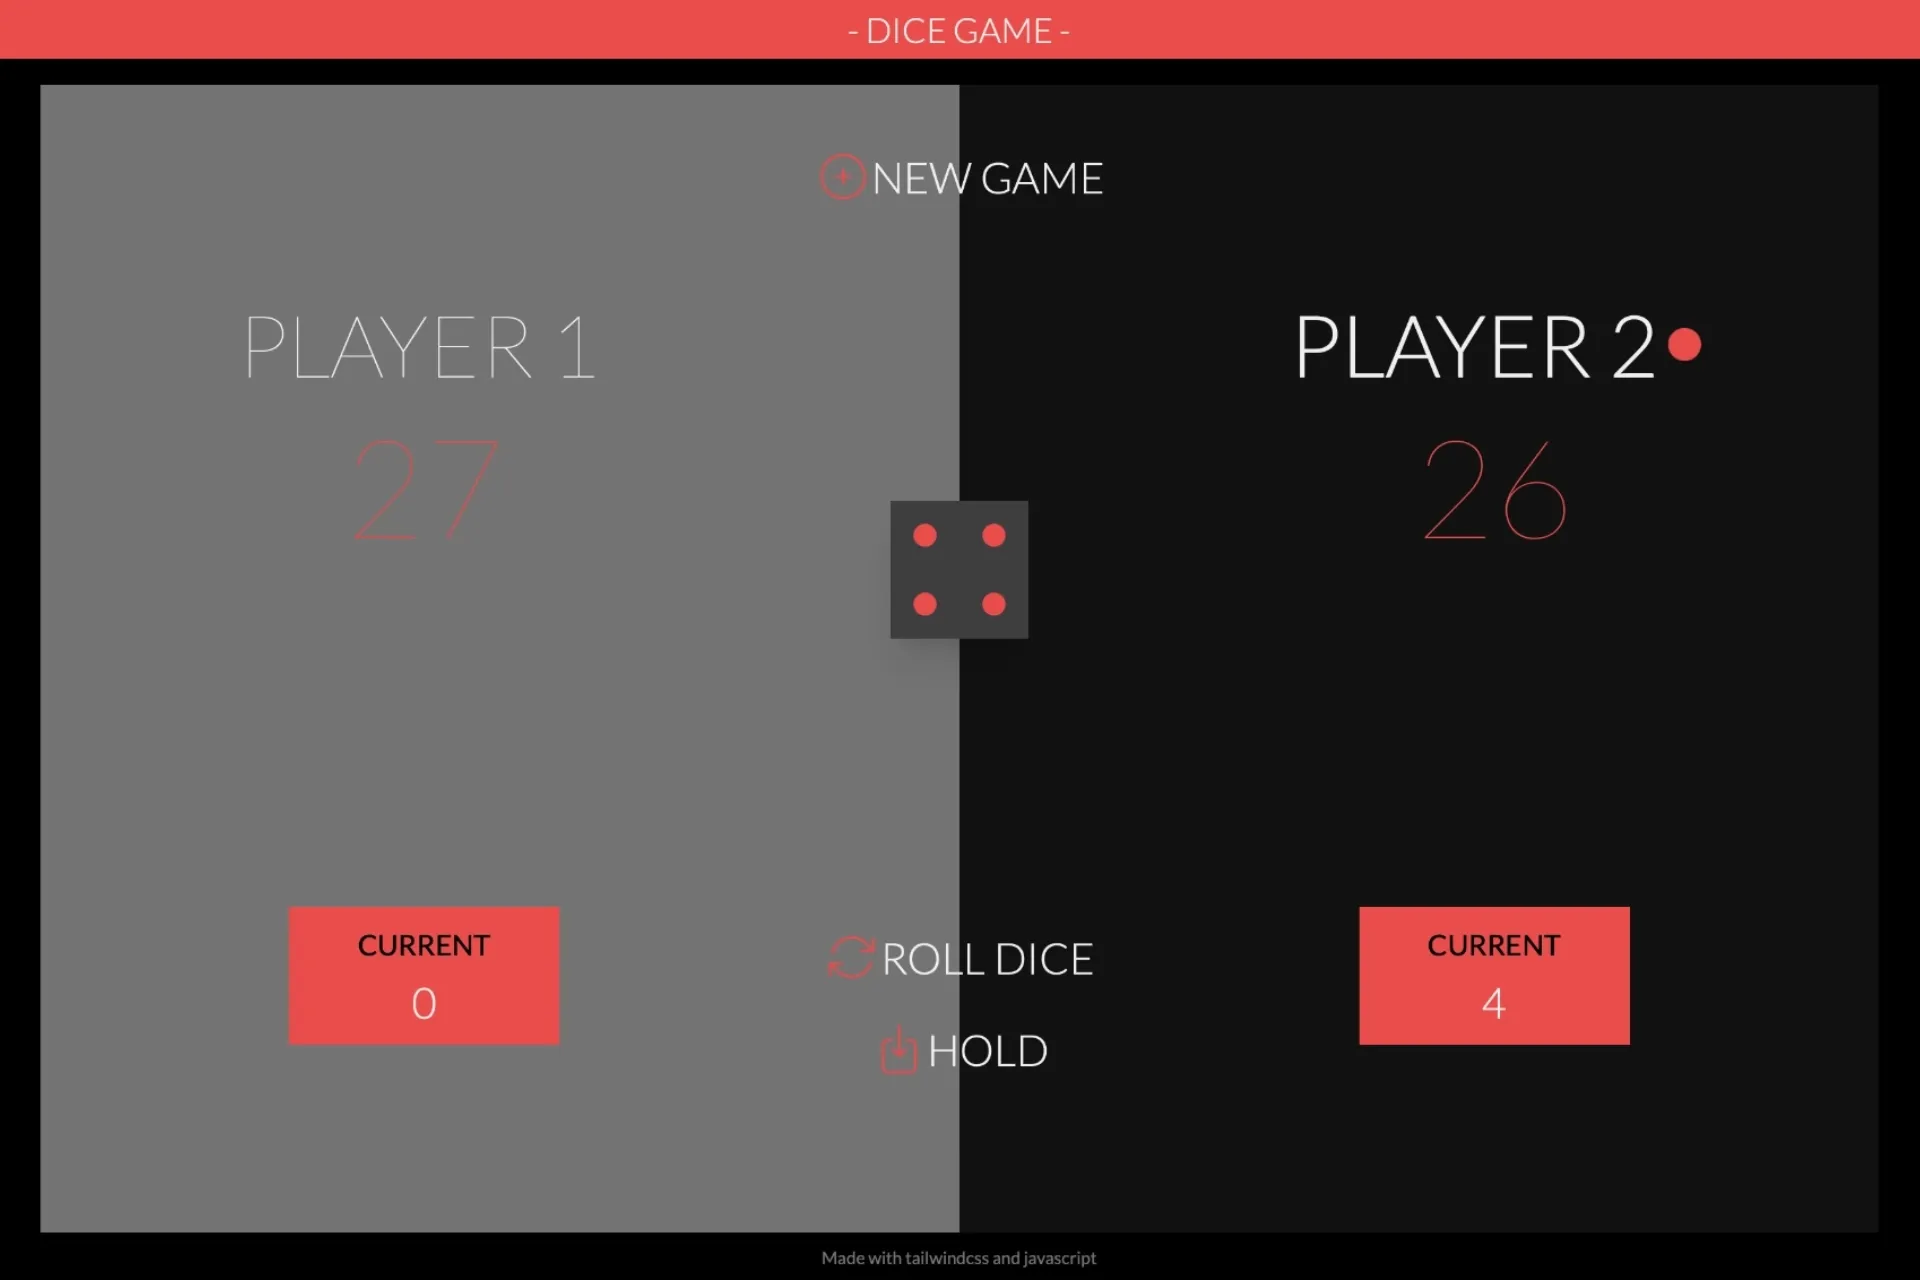 - DICE GAME -
NEW GAME
PLAYER 1
27
PLAYER 2
26
CURRENT
0
ROLL DICE
HOLD
CURRENT
4
Made with tailwindcss and javascript